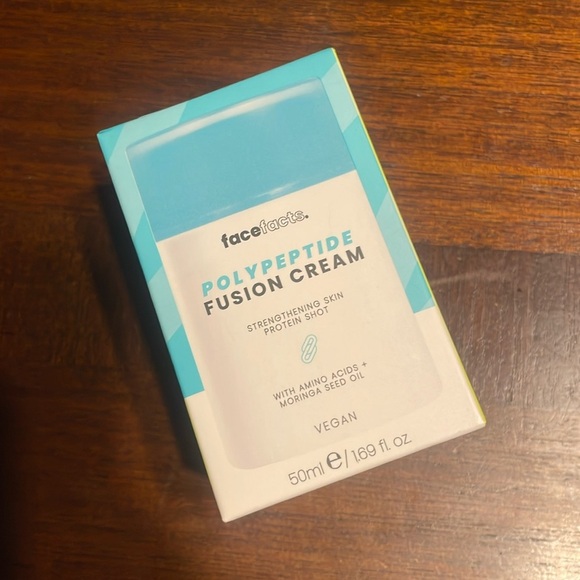 facefacts.
POLYPEPTIDE
FUSION CREAM
STRENGTHENING SKIN
PROTEIN SHOT
WITH AMINO ACIDS +
MORINGA SEED OIL
VEGAN
50ml e/1.69 fl. oz.